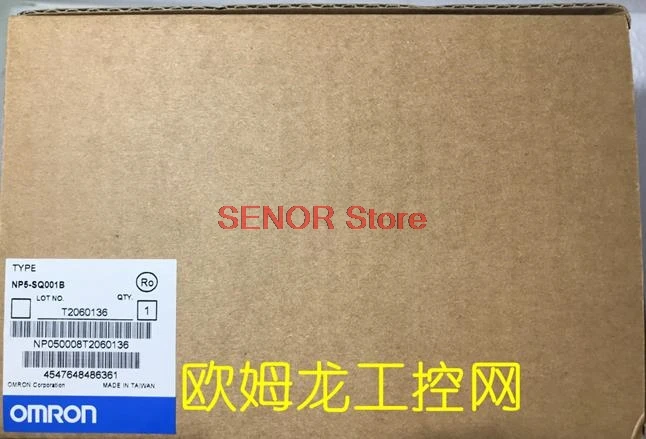 SENOR Store
TYPE
NP5-SQ001B
Ro
LOT NO.
QTY.
T2060136
1
NP050008T2060136
4547648486361
OMRON Corporation
MADE IN TAIWAN
OMRON
欧姆龙工控网